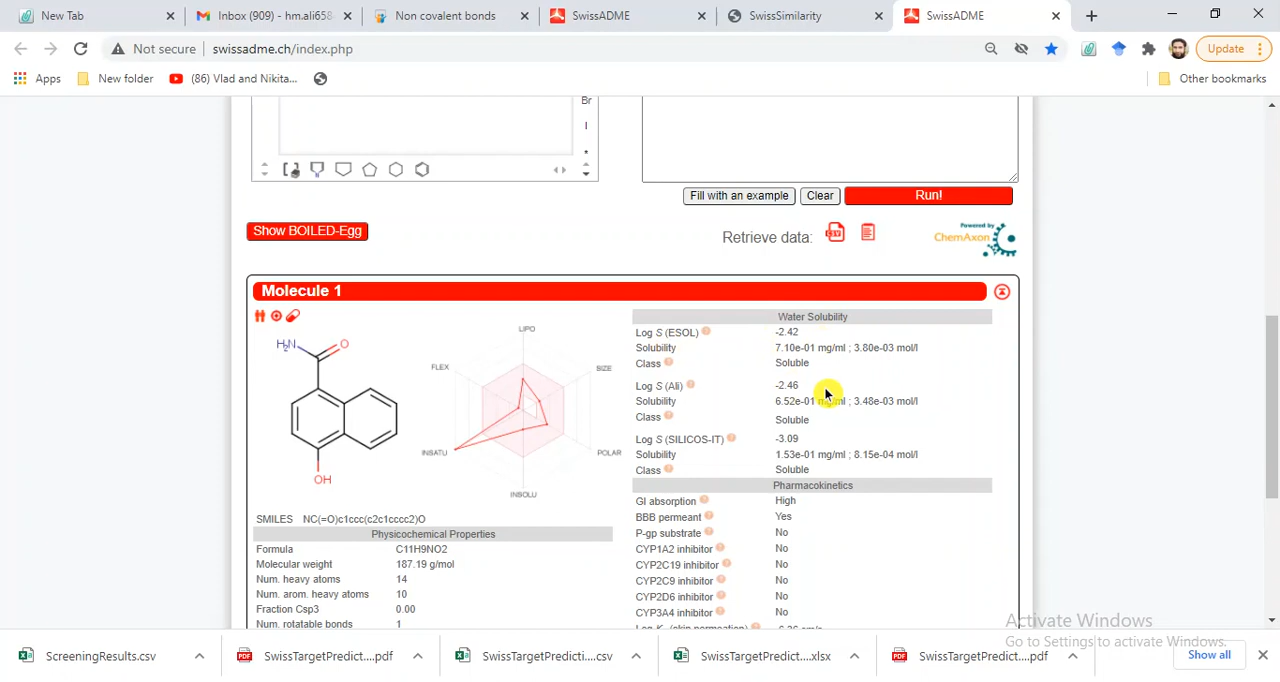 New Tab
Inbox (909) - hm.ali658
Non covalent bonds
SwissADME
SwissSimilarity
SwissADME
Not secure
swissadme.ch/index.php
Update
Apps
New folder
(86) Vlad and Nikita...
Other bookmarks
Br
I
*
Fill with an example
Clear
Run!
Show BOILED-Egg
Retrieve data:
CSV
Powered by
ChemAxon
Molecule 1
H₂N
O
OH
LIPO
FLEX
SIZE
INSATU
POLAR
INSOLU
SMILES NC(=O)c1ccc(c2c1cccc2)O
Physicochemical Properties
Formula C11H9NO2
Molecular weight 187.19 g/mol
Num. heavy atoms 14
Num. arom. heavy atoms 10
Fraction Csp3 0.00
Num. rotatable bonds 1
Water Solubility
Log S (ESOL) ? -2.42
Solubility 7.10e-01 mg/ml ; 3.80e-03 mol/l
Class ? Soluble
Log S (Ali) ? -2.46
Solubility 6.52e-01 mg/ml ; 3.48e-03 mol/l
Class ? Soluble
Log S (SILICOS-IT) ? -3.09
Solubility 1.53e-01 mg/ml ; 8.15e-04 mol/l
Class ? Soluble
Pharmacokinetics
GI absorption ? High
BBB permeant ? Yes
P-gp substrate ? No
CYP1A2 inhibitor ? No
CYP2C19 inhibitor ? No
CYP2C9 inhibitor ? No
CYP2D6 inhibitor ? No
CYP3A4 inhibitor ? No
Activate Windows
Go to Settings to activate Windows.
ScreeningResults.csv
SwissTargetPredict....pdf
SwissTargetPredicti....csv
SwissTargetPredict....xlsx
SwissTargetPredict....pdf
Show all